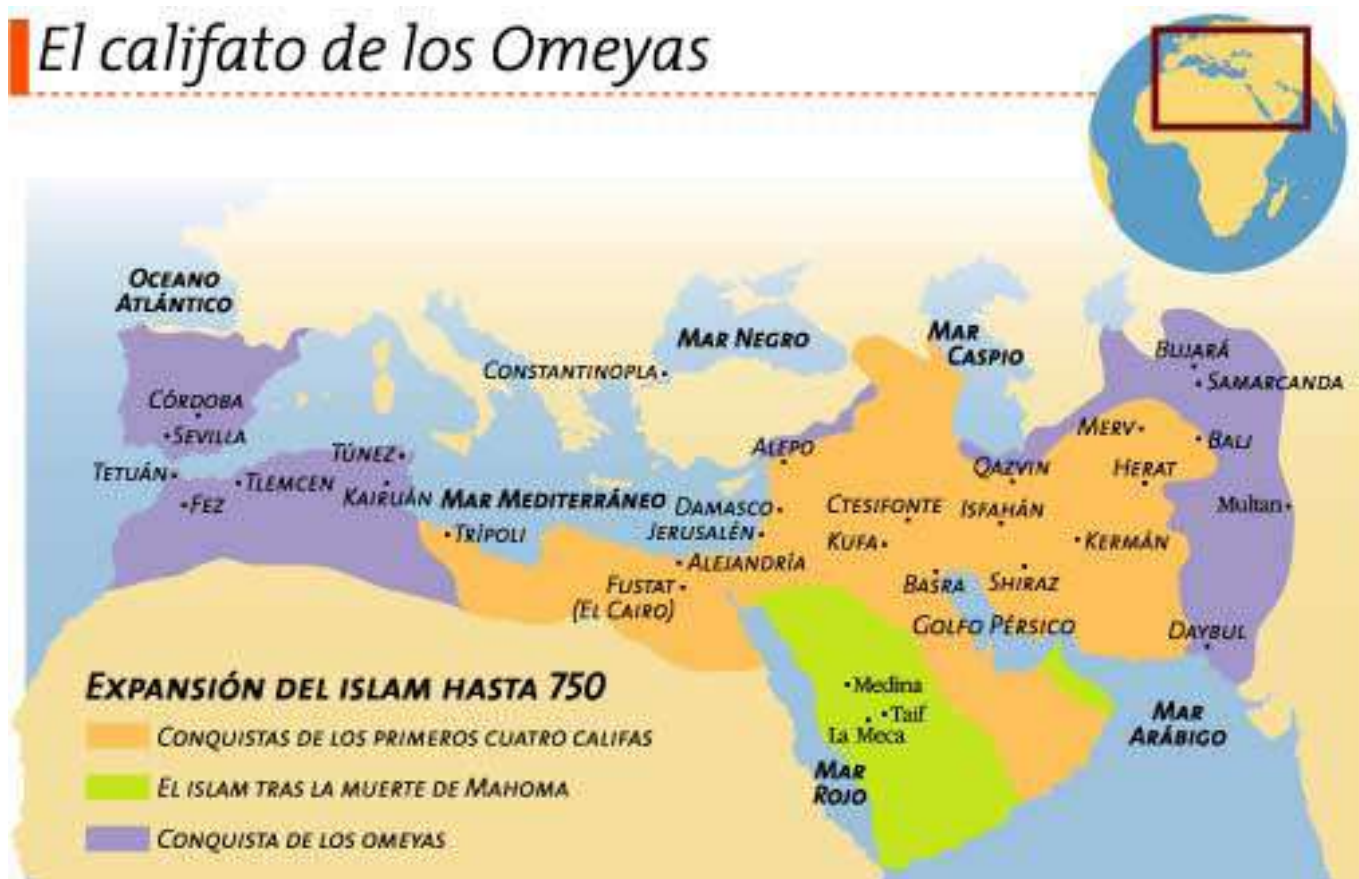 El califato de los Omeyas
OCEANO
ATLÁNTICO
MAR NEGRO
MAR
CASPIO
BUJARÁ
SAMARCANDA
CONSTANTINOPLA
CÓRDOBA
SEVILLA
MERV
BALJ
ALEPO
TÚNEZ
QAZVIN
HERAT
TETUÁN
TLEMCEN
KAIRUÁN
MAR MEDITERRÁNEO
DAMASCO
CTESIFONTE
ISFAHÁN
Multan
FEZ
TRÍPOLI
JERUSALÉN
KUFA
KERMÁN
ALEJANDRÍA
FUSTAT
(EL CAIRO)
BASRA
SHIRAZ
GOLFO PÉRSICO
DAYBUL
Medina
Taif
La Meca
MAR
ARÁBIGO
MAR
ROJO
EXPANSIÓN DEL ISLAM HASTA 750
CONQUISTAS DE LOS PRIMEROS CUATRO CALIFAS
EL ISLAM TRAS LA MUERTE DE MAHOMA
CONQUISTA DE LOS OMEYAS